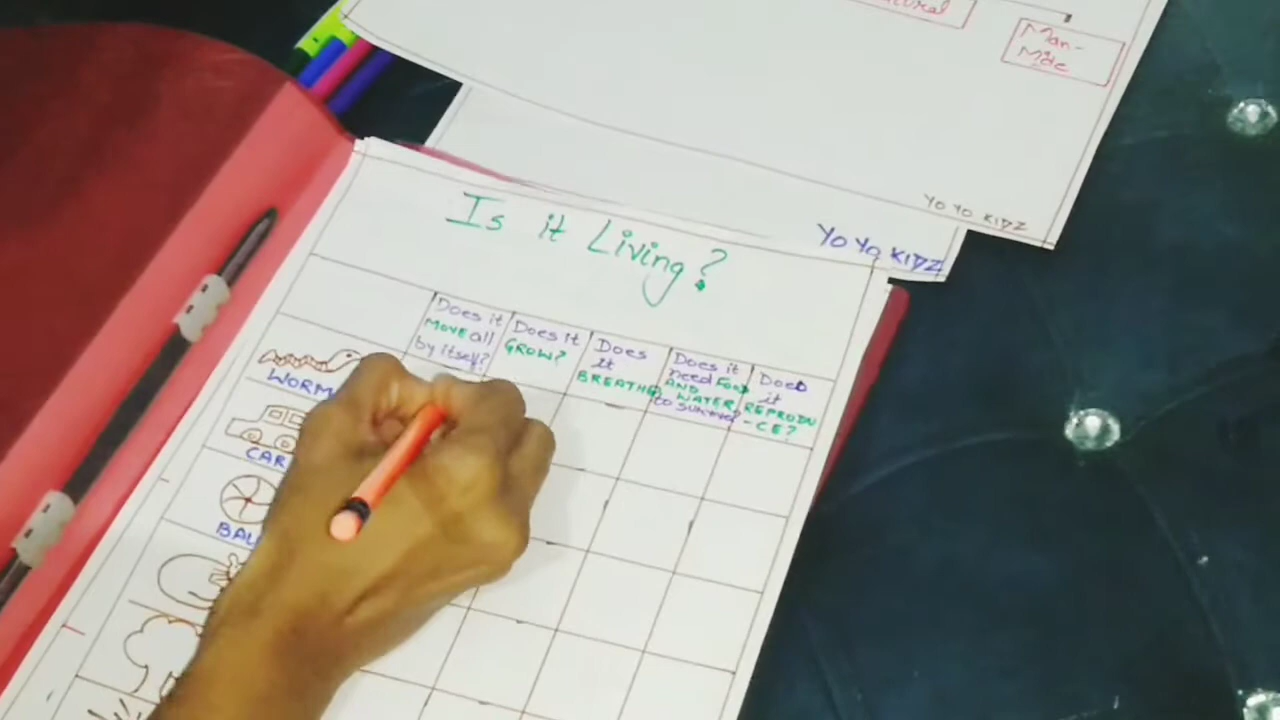 Man-
Made
YO YO KIDZ
YO YO KIDZ
Is it Living?
Does it
MOVE all
by itself?
Does it
GROW?
Does
It
BREATHE
Does it
need FOOD
AND
WATER
to survive?
Does
it
REPRODU
-CE?
WORM
CAR
BAL